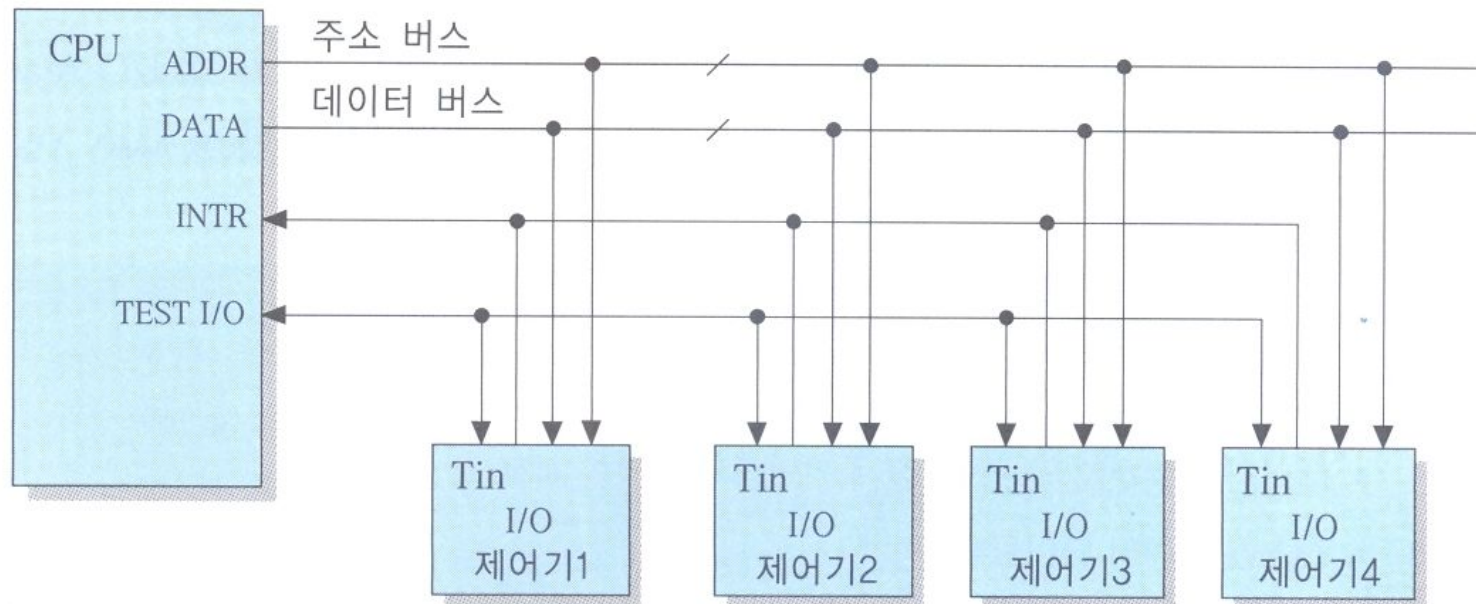 CPU
주소 버스
ADDR
데이터 버스
DATA
INTR
TEST I/O
Tin
I/O
제어기1
Tin
I/O
제어기2
Tin
I/O
제어기3
Tin
I/O
제어기4